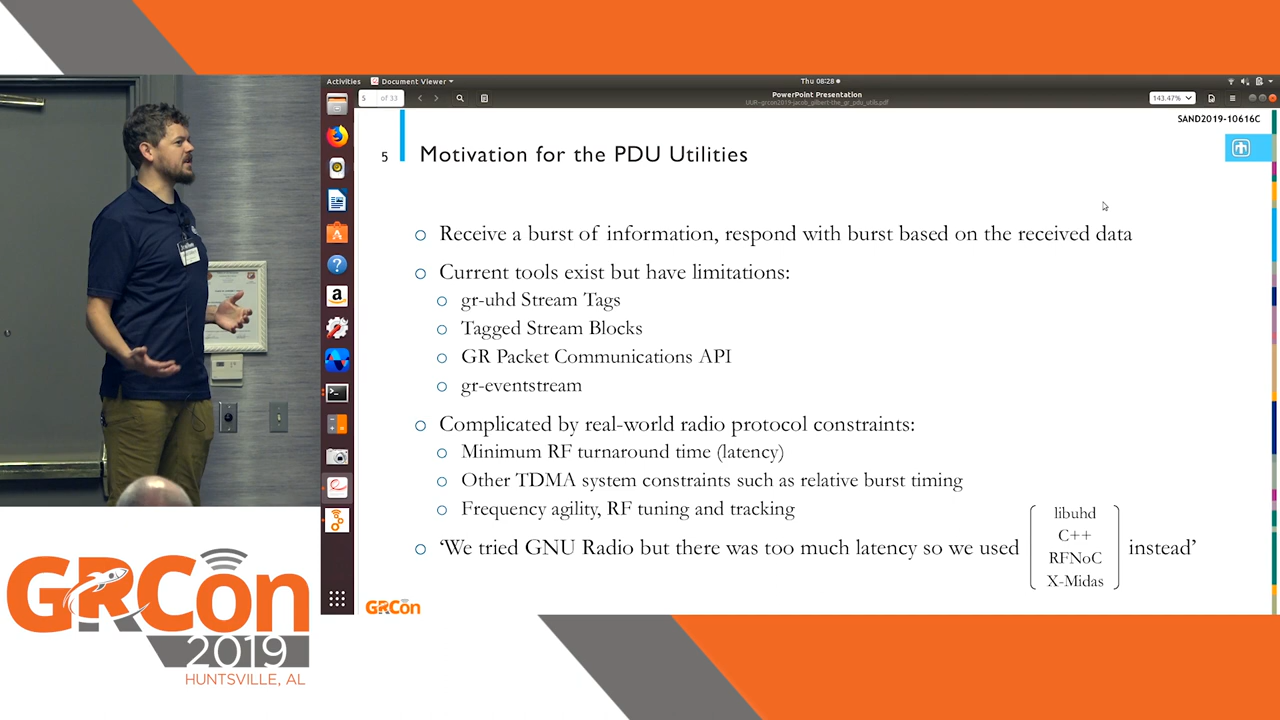 Activities
Document Viewer
Thu 08:28
5 of 33
PowerPoint Presentation
UUR-grcon2019-jacob_gilbert-the_gr_pdu_utils.pdf
143.47%
SAND2019-10616C
5
Motivation for the PDU Utilities
Receive a burst of information, respond with burst based on the received data
Current tools exist but have limitations:
gr-uhd Stream Tags
Tagged Stream Blocks
GR Packet Communications API
gr-eventstream
Complicated by real-world radio protocol constraints:
Minimum RF turnaround time (latency)
Other TDMA system constraints such as relative burst timing
Frequency agility, RF tuning and tracking
‘We tried GNU Radio but there was too much latency so we used
libuhd
C++
RFNoC
X-Midas
instead’
GRCon
GRCon
2019
HUNTSVILLE, AL